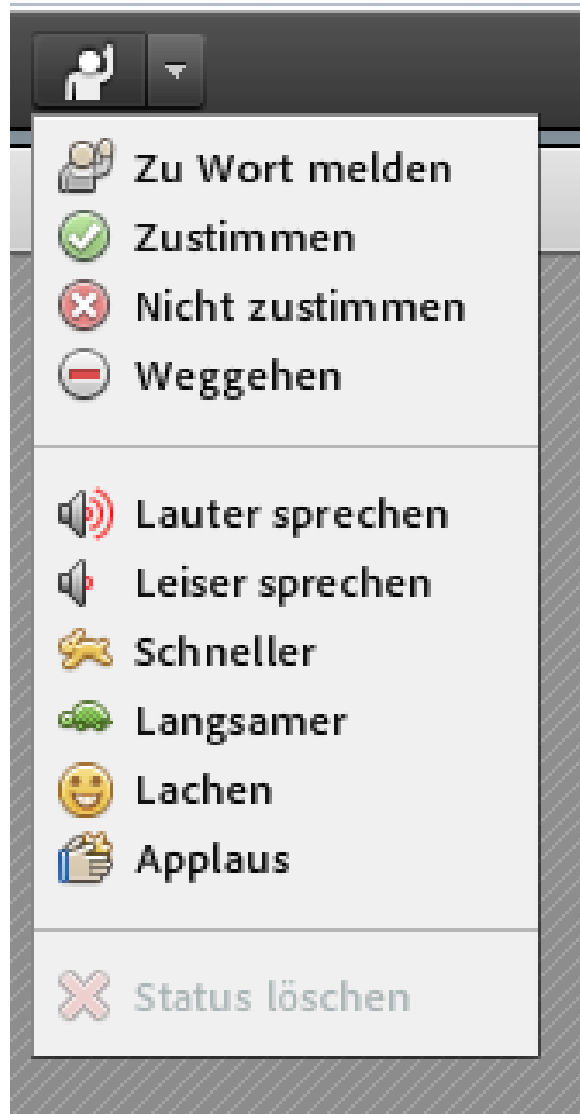 Zu Wort melden
Zustimmen
Nicht zustimmen
Weggehen
Lauter sprechen
Leiser sprechen
Schneller
Langsamer
Lachen
Applaus
Status löschen